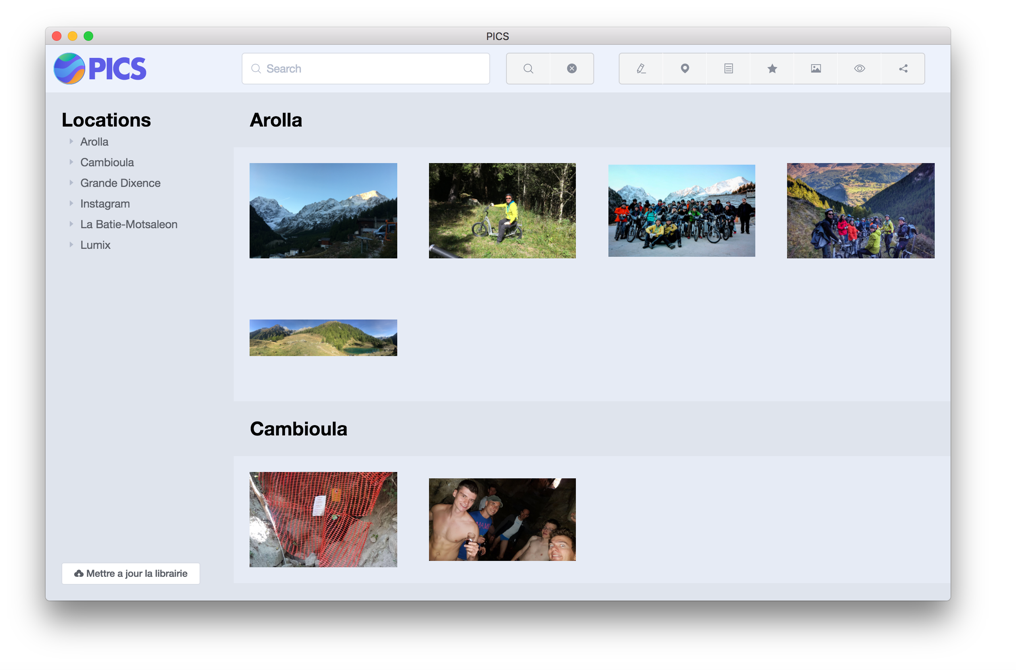 PICS
PICS
Search
Locations
Arolla
Cambioula
Grande Dixence
Instagram
La Batie-Motsaleon
Lumix
Mettre a jour la librairie
Arolla
Cambioula